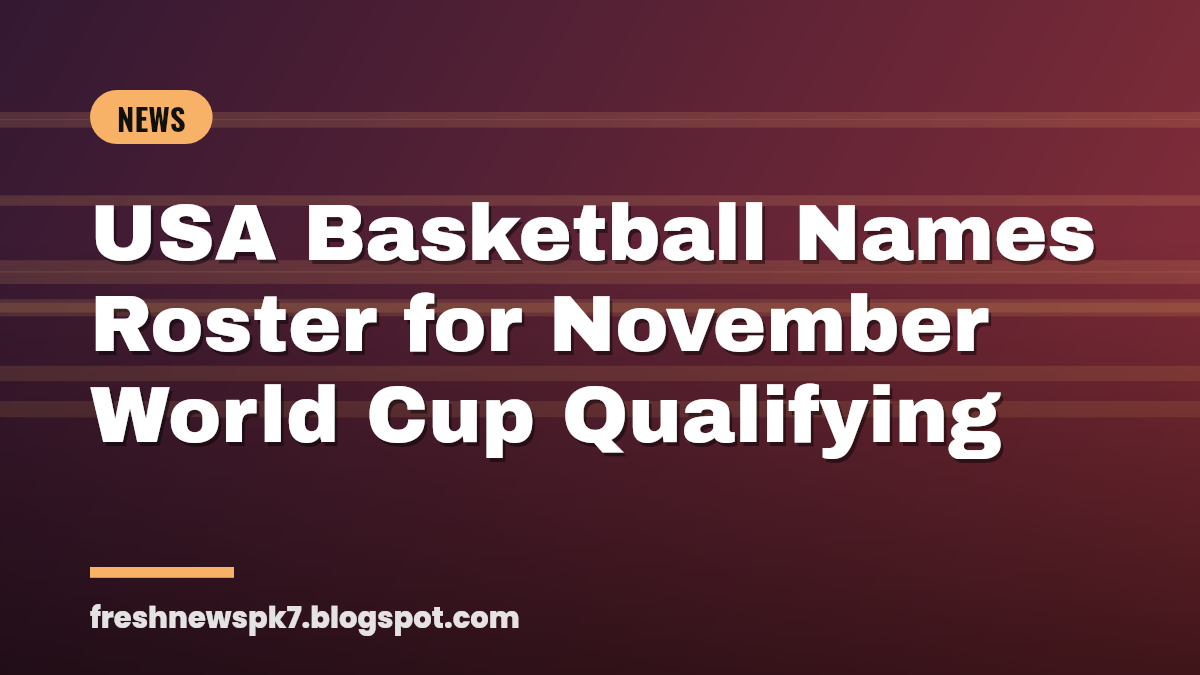 NEWS
USA Basketball Names
Roster for November
World Cup Qualifying
freshnewspk7.blogspot.com